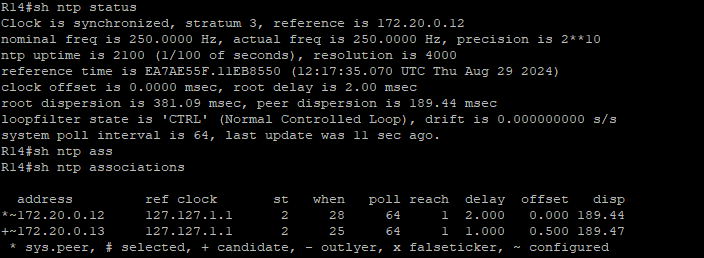 R14#sh ntp status
Clock is synchronized, stratum 3, reference is 172.20.0.12
nominal freq is 250.0000 Hz, actual freq is 250.0000 Hz, precision is 2**10
ntp uptime is 2100 (1/100 of seconds), resolution is 4000
reference time is EA7AE55F.11EB8550 (12:17:35.070 UTC Thu Aug 29 2024)
clock offset is 0.0000 msec, root delay is 2.00 msec
root dispersion is 381.09 msec, peer dispersion is 189.44 msec
loopfilter state is 'CTRL' (Normal Controlled Loop), drift is 0.000000000 s/s
system poll interval is 64, last update was 11 sec ago.
R14#sh ntp ass
R14#sh ntp associations
address ref clock st when poll reach delay offset disp
*~172.20.0.12 127.127.1.1 2 28 64 1 2.000 0.000 189.44
+~172.20.0.13 127.127.1.1 2 25 64 1 1.000 0.500 189.47
* sys.peer, # selected, + candidate, - outlyer, x falseticker, ~ configured